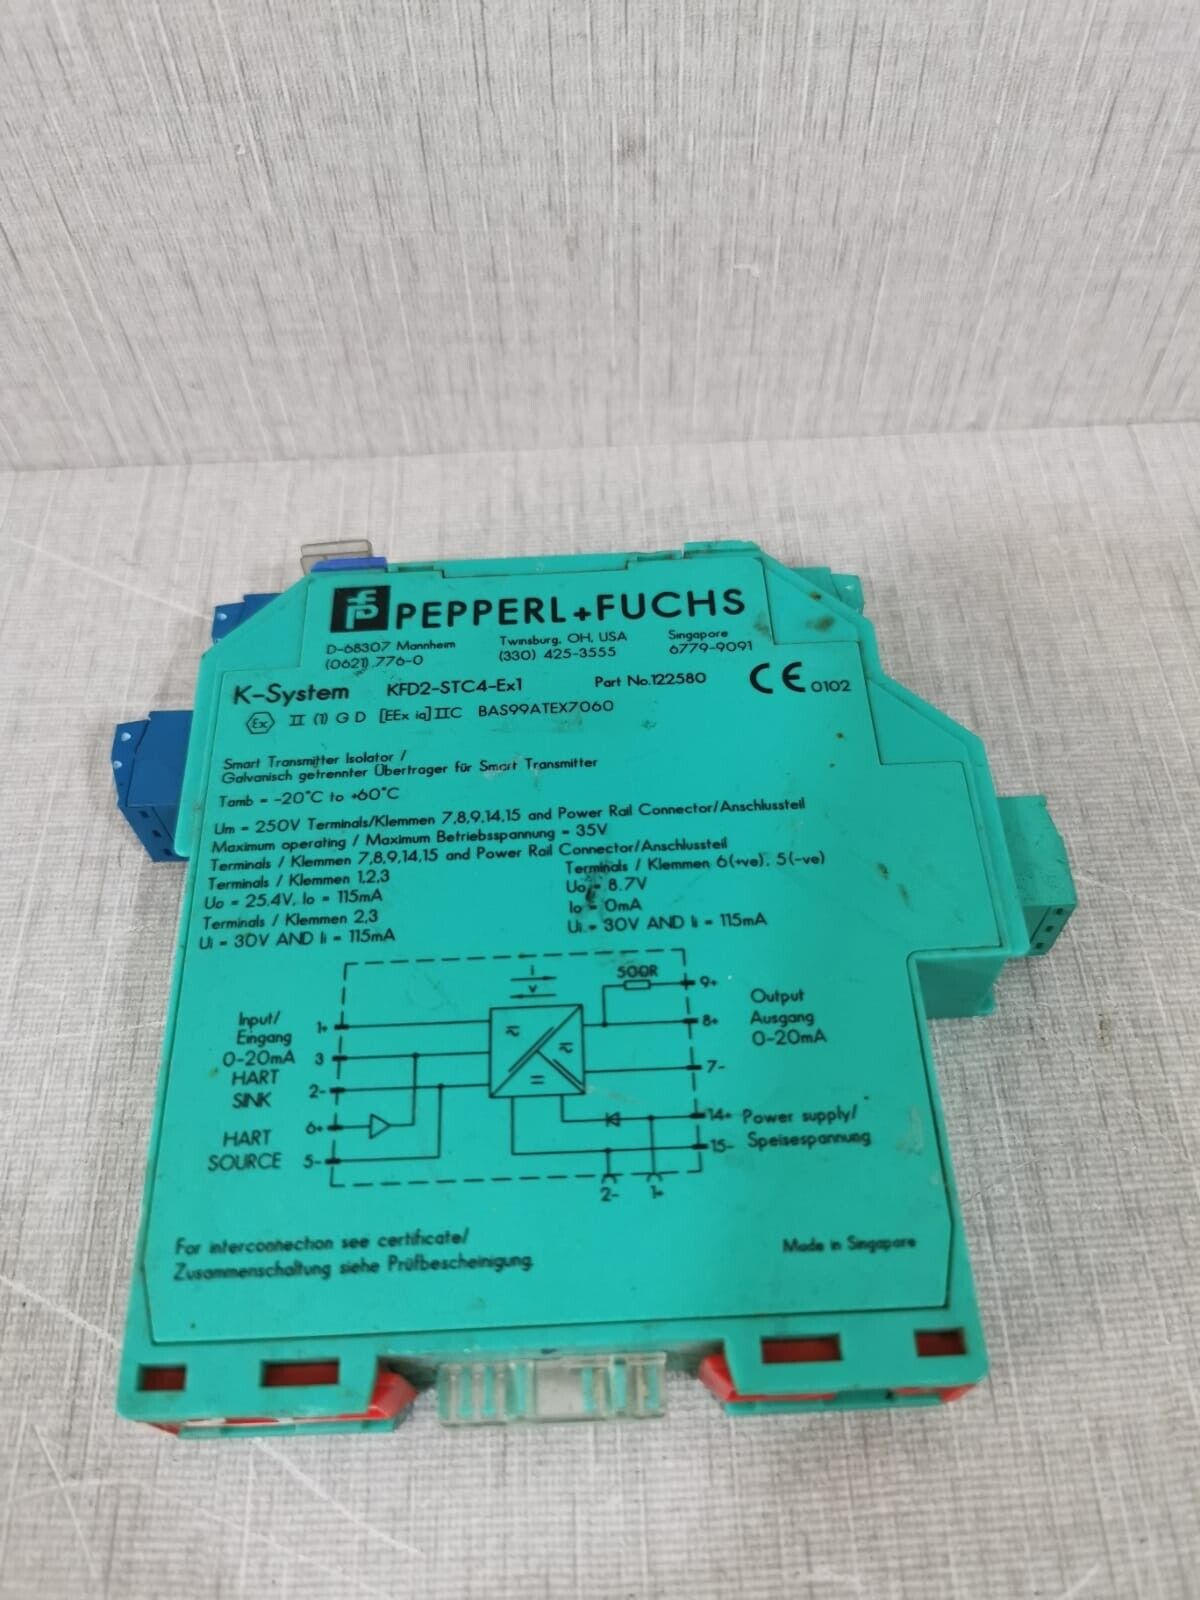 PEPPERL+FUCHS
D-68307 Mannheim Twinsburg, OH, USA Singapore
(0621) 776-0 (330) 425-3555 6779-9091
K-System KFD2-STC4-Ex1 Part No.122580 CE 0102
Ex II (1) G D [EEx ia] IIC BAS99ATEX7060
Smart Transmitter Isolator /
Galvanisch getrennter Übertrager für Smart Transmitter
Tamb = -20°C to +60°C
Um = 250V Terminals/Klemmen 7,8,9,14,15 and Power Rail Connector/Anschlussteil
Maximum operating / Maximum Betriebsspannung = 35V
Terminals / Klemmen 7,8,9,14,15 and Power Rail Connector/Anschlussteil
Terminals / Klemmen 1,2,3
Uo = 25.4V, Io = 115mA
Terminals / Klemmen 2,3
Ui = 30V AND Ii = 115mA
Terminals / Klemmen 6(+ve), 5(-ve)
Uo = 8.7V
Io = 0mA
Ui = 30V AND Ii = 115mA
Input/
Eingang
0-20mA
HART
SINK
HART
SOURCE
1+
3
2-
6+
5-
i
v
500R
9+
8+
7-
14+
15-
2- 1+
Output
Ausgang
0-20mA
Power supply/
Speisespannung
For interconnection see certificate/
Zusammenschaltung siehe Prüfbescheinigung.
Made in Singapore